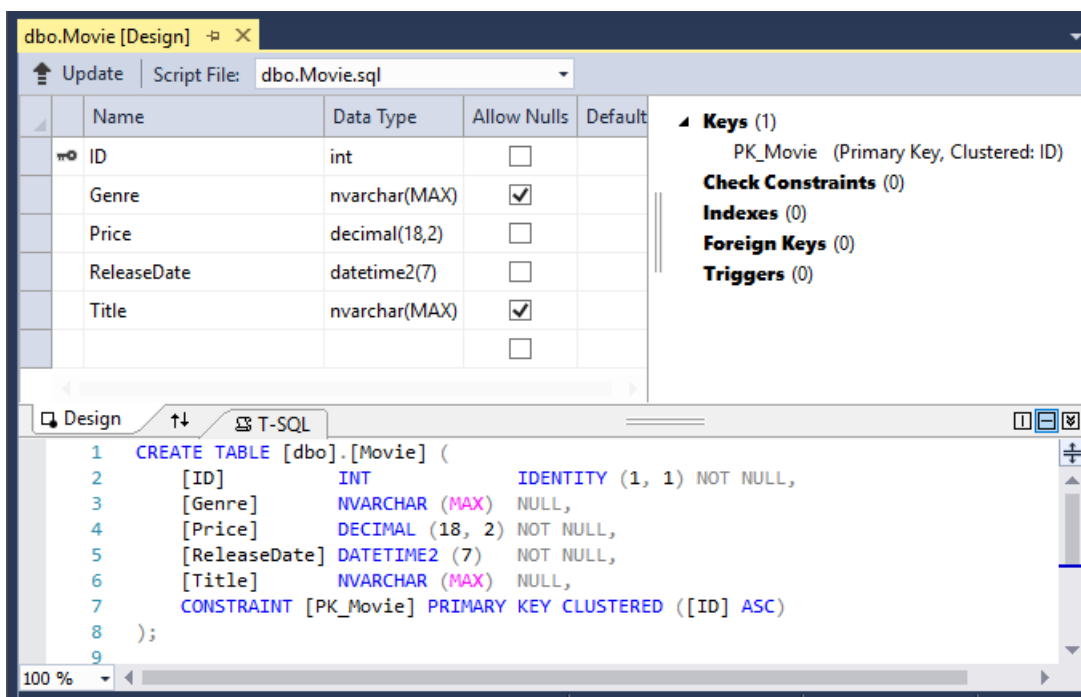 dbo.Movie [Design]
Update Script File: dbo.Movie.sql
Name Data Type Allow Nulls Default
ID int
Genre nvarchar(MAX)
Price decimal(18,2)
ReleaseDate datetime2(7)
Title nvarchar(MAX)
Keys (1)
PK_Movie (Primary Key, Clustered: ID)
Check Constraints (0)
Indexes (0)
Foreign Keys (0)
Triggers (0)
Design T-SQL
1 CREATE TABLE [dbo].[Movie] (
2 [ID] INT IDENTITY (1, 1) NOT NULL,
3 [Genre] NVARCHAR (MAX) NULL,
4 [Price] DECIMAL (18, 2) NOT NULL,
5 [ReleaseDate] DATETIME2 (7) NOT NULL,
6 [Title] NVARCHAR (MAX) NULL,
7 CONSTRAINT [PK_Movie] PRIMARY KEY CLUSTERED ([ID] ASC)
8 );
9
100 %